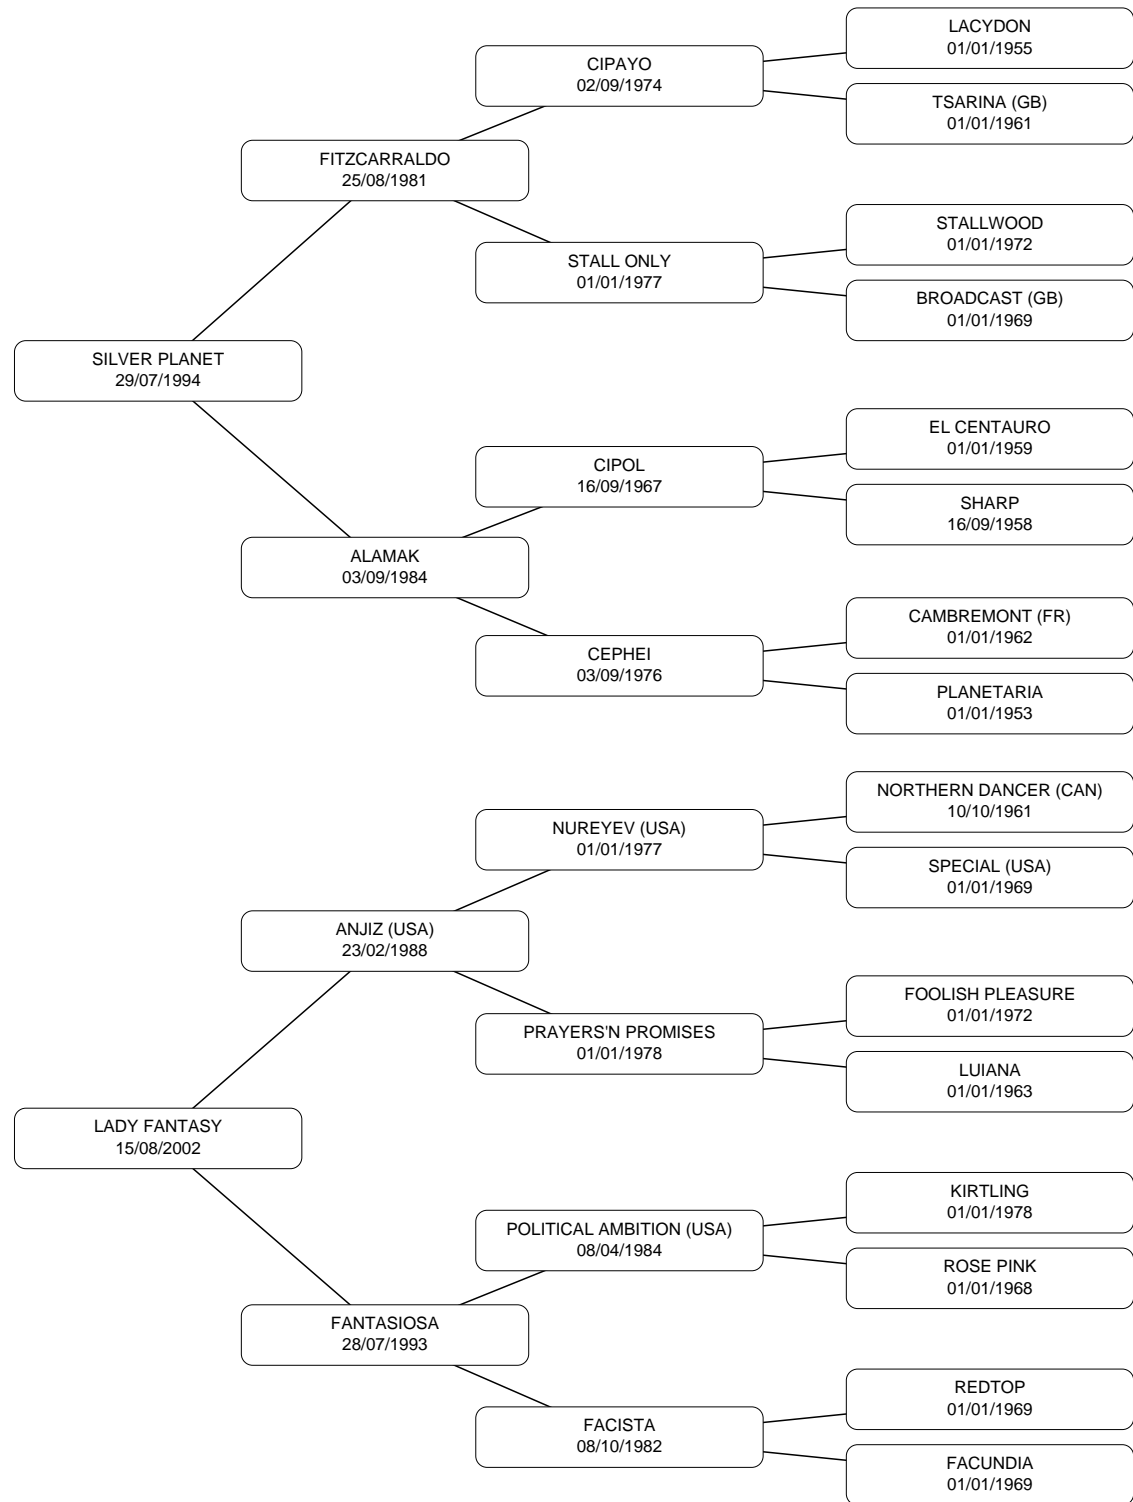 LACYDON
01/01/1955
CIPAYO
02/09/1974
TSARINA (GB)
01/01/1961
FITZCARRALDO
25/08/1981
STALLWOOD
01/01/1972
STALL ONLY
01/01/1977
BROADCAST (GB)
01/01/1969
SILVER PLANET
29/07/1994
EL CENTAURO
01/01/1959
CIPOL
16/09/1967
SHARP
16/09/1958
ALAMAK
03/09/1984
CAMBREMONT (FR)
01/01/1962
CEPHEI
03/09/1976
PLANETARIA
01/01/1953
NORTHERN DANCER (CAN)
10/10/1961
NUREYEV (USA)
01/01/1977
SPECIAL (USA)
01/01/1969
ANJIZ (USA)
23/02/1988
FOOLISH PLEASURE
01/01/1972
PRAYERS'N PROMISES
01/01/1978
LUIANA
01/01/1963
LADY FANTASY
15/08/2002
KIRTLING
01/01/1978
POLITICAL AMBITION (USA)
08/04/1984
ROSE PINK
01/01/1968
FANTASIOSA
28/07/1993
REDTOP
01/01/1969
FACISTA
08/10/1982
FACUNDIA
01/01/1969